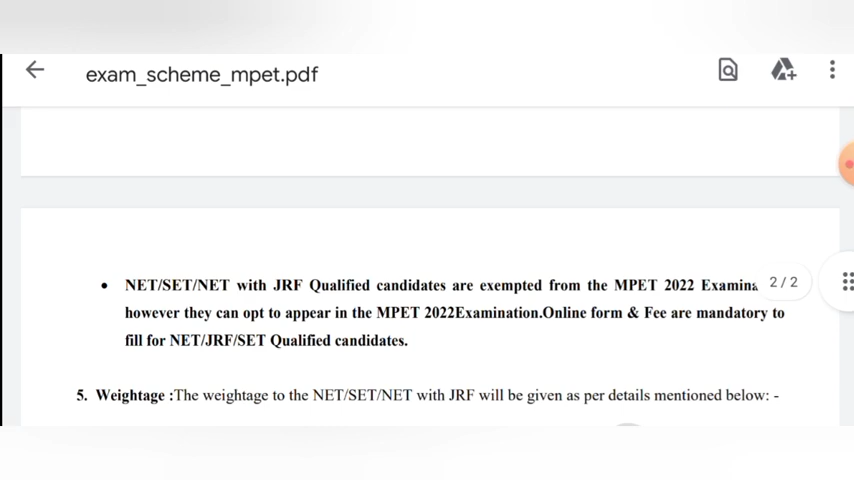 exam_scheme_mpet.pdf
• NET/SET/NET with JRF Qualified candidates are exempted from the MPET 2022
2 / 2
however they can opt to appear in the MPET 2022Examination.Online form & Fee are mandatory to
fill for NET/JRF/SET Qualified candidates.
5. Weightage :The weightage to the NET/SET/NET with JRF will be given as per details mentioned below: -